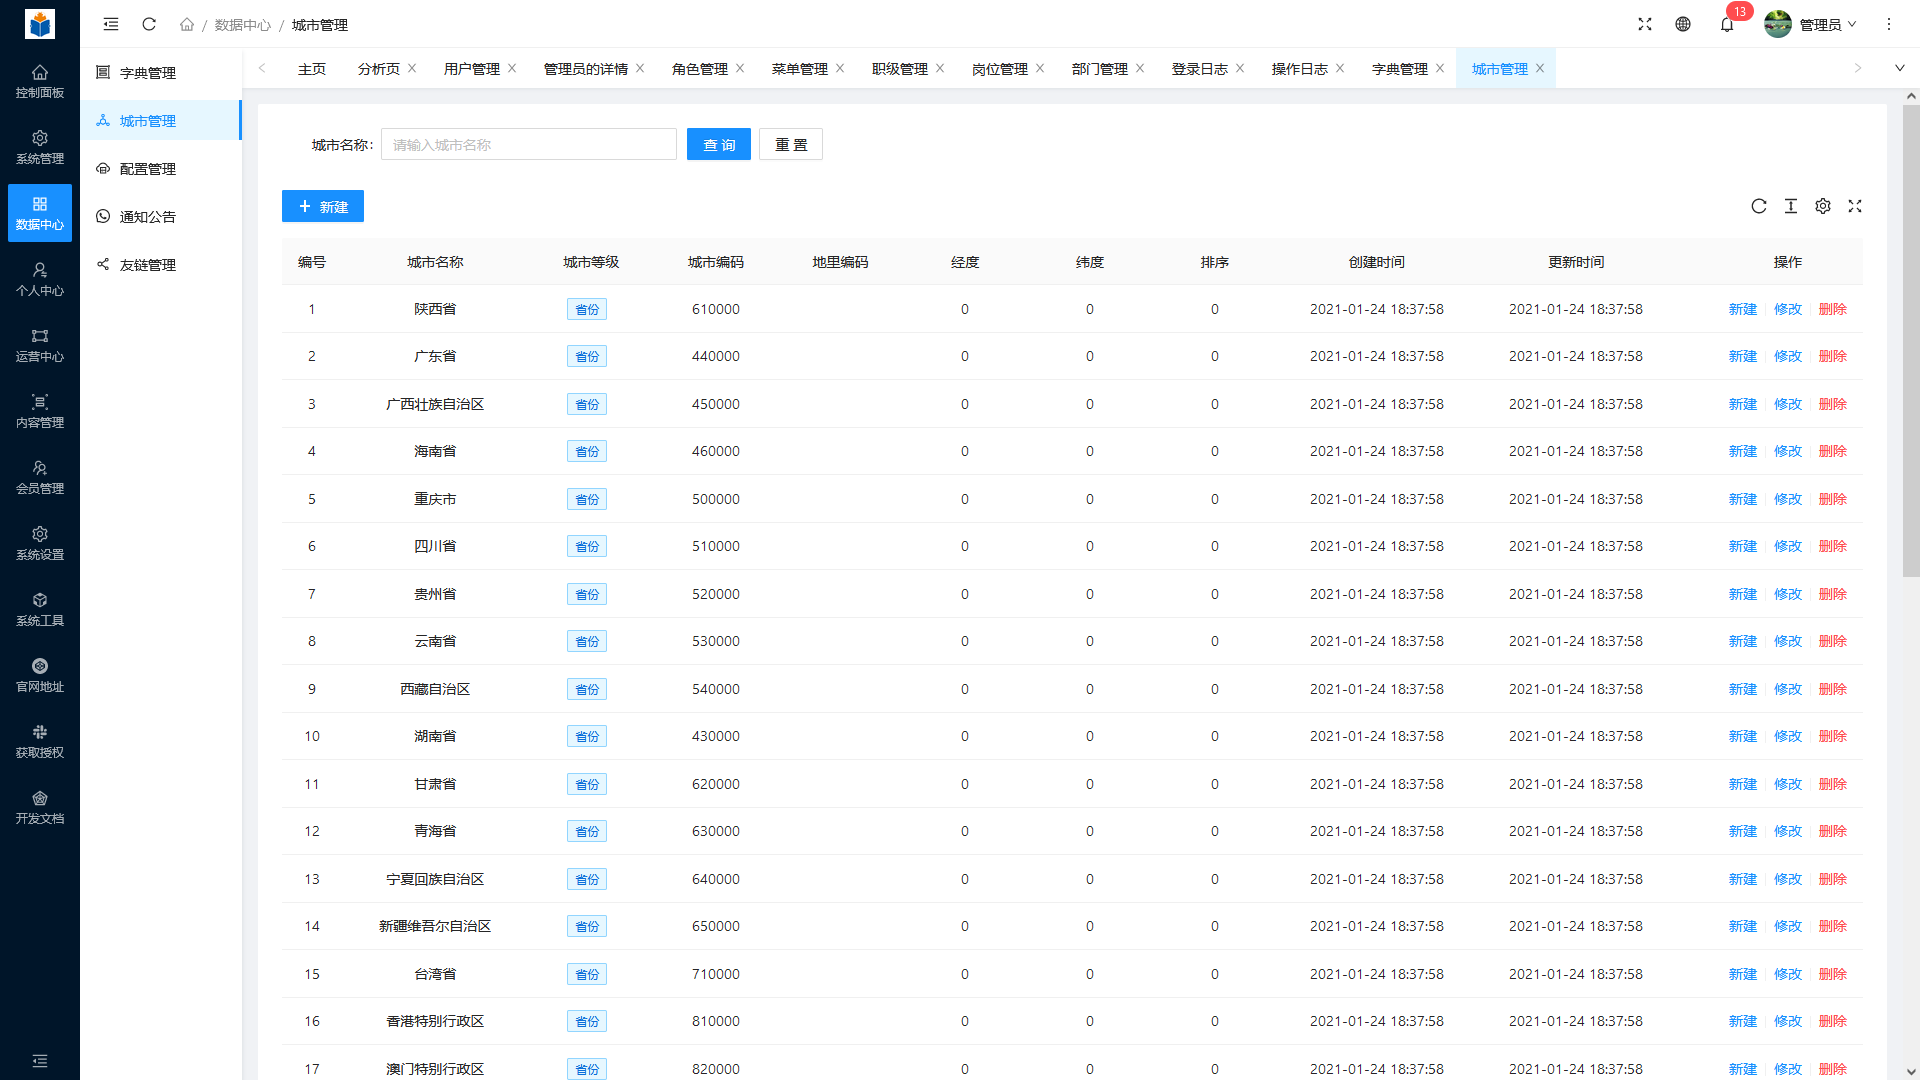 数据中心 / 城市管理
13
管理员
控制面板
系统管理
数据中心
个人中心
运营中心
内容管理
会员管理
系统设置
系统工具
官网地址
获取授权
开发文档
字典管理
城市管理
配置管理
通知公告
友链管理
主页 分析页 用户管理 管理员的详情 角色管理 菜单管理 职级管理 岗位管理 部门管理 登录日志 操作日志 字典管理 城市管理
城市名称: 请输入城市名称 查 询 重 置
新建
编号 城市名称 城市等级 城市编码 地里编码 经度 纬度 排序 创建时间 更新时间 操作
1 陕西省 省份 610000 0 0 0 2021-01-24 18:37:58 2021-01-24 18:37:58 新建 修改 删除
2 广东省 省份 440000 0 0 0 2021-01-24 18:37:58 2021-01-24 18:37:58 新建 修改 删除
3 广西壮族自治区 省份 450000 0 0 0 2021-01-24 18:37:58 2021-01-24 18:37:58 新建 修改 删除
4 海南省 省份 460000 0 0 0 2021-01-24 18:37:58 2021-01-24 18:37:58 新建 修改 删除
5 重庆市 省份 500000 0 0 0 2021-01-24 18:37:58 2021-01-24 18:37:58 新建 修改 删除
6 四川省 省份 510000 0 0 0 2021-01-24 18:37:58 2021-01-24 18:37:58 新建 修改 删除
7 贵州省 省份 520000 0 0 0 2021-01-24 18:37:58 2021-01-24 18:37:58 新建 修改 删除
8 云南省 省份 530000 0 0 0 2021-01-24 18:37:58 2021-01-24 18:37:58 新建 修改 删除
9 西藏自治区 省份 540000 0 0 0 2021-01-24 18:37:58 2021-01-24 18:37:58 新建 修改 删除
10 湖南省 省份 430000 0 0 0 2021-01-24 18:37:58 2021-01-24 18:37:58 新建 修改 删除
11 甘肃省 省份 620000 0 0 0 2021-01-24 18:37:58 2021-01-24 18:37:58 新建 修改 删除
12 青海省 省份 630000 0 0 0 2021-01-24 18:37:58 2021-01-24 18:37:58 新建 修改 删除
13 宁夏回族自治区 省份 640000 0 0 0 2021-01-24 18:37:58 2021-01-24 18:37:58 新建 修改 删除
14 新疆维吾尔自治区 省份 650000 0 0 0 2021-01-24 18:37:58 2021-01-24 18:37:58 新建 修改 删除
15 台湾省 省份 710000 0 0 0 2021-01-24 18:37:58 2021-01-24 18:37:58 新建 修改 删除
16 香港特别行政区 省份 810000 0 0 0 2021-01-24 18:37:58 2021-01-24 18:37:58 新建 修改 删除
17 澳门特别行政区 省份 820000 0 0 0 2021-01-24 18:37:58 2021-01-24 18:37:58 新建 修改 删除